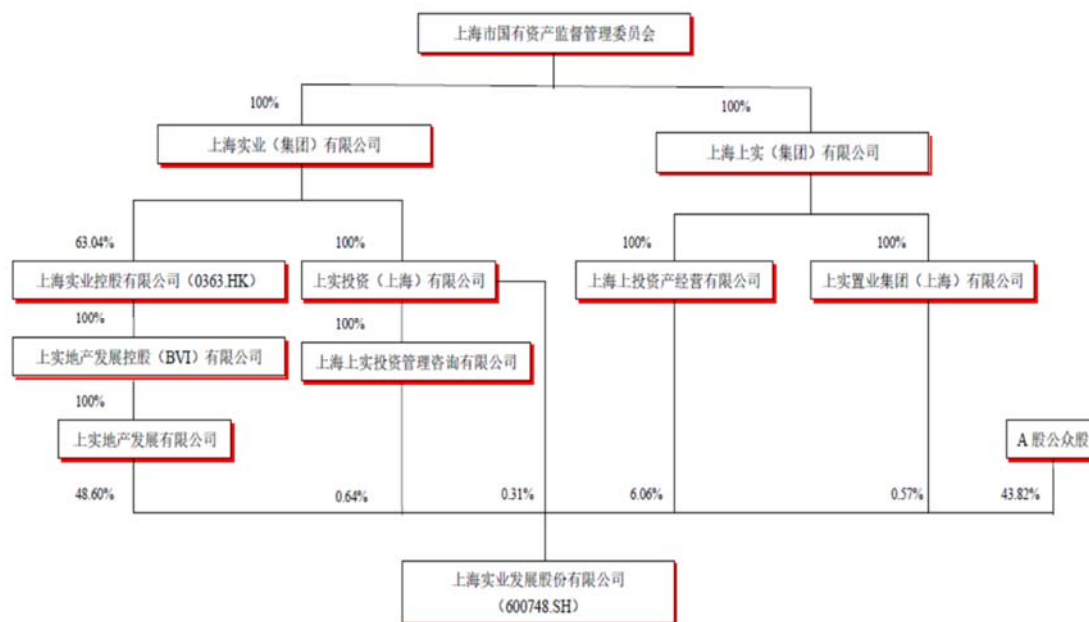 上海市国有资产监督管理委员会
100%
100%
上海实业（集团）有限公司
上海上实（集团）有限公司
63.04%
100%
100%
100%
上海实业控股有限公司（0363.HK）
上实投资（上海）有限公司
上海上投资产经营有限公司
上实置业集团（上海）有限公司
100%
100%
上实地产发展控股（BVI）有限公司
上海上实投资管理咨询有限公司
100%
上实地产发展有限公司
A 股公众股
48.60%
0.64%
0.31%
6.06%
0.57%
43.82%
上海实业发展股份有限公司
（600748.SH）